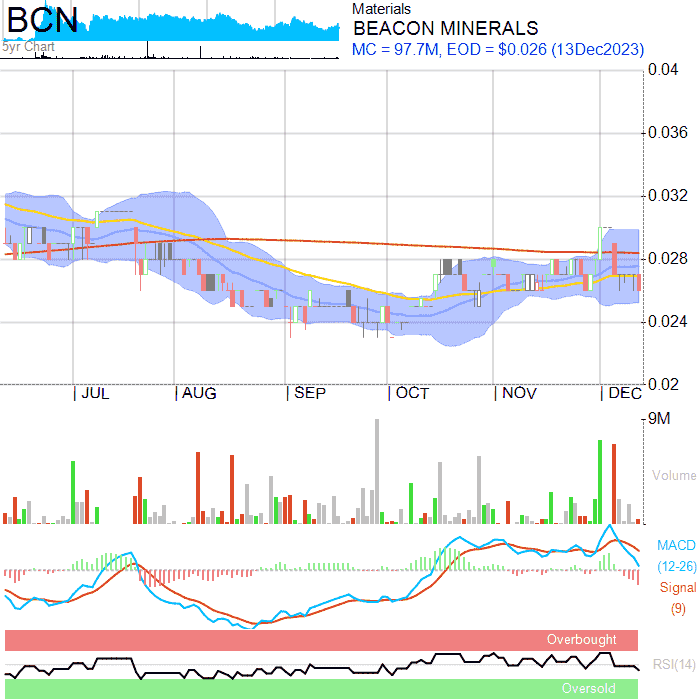 BCN
5yr Chart
Materials
BEACON MINERALS
MC = 97.7M, EOD = $0.026 (13Dec2023)
0.04
0.036
0.032
0.028
0.024
0.02
| JUL | AUG | SEP | OCT | NOV | DEC
9M
Volume
MACD
(12-26)
Signal
(9)
Overbought
RSI(14)
Oversold